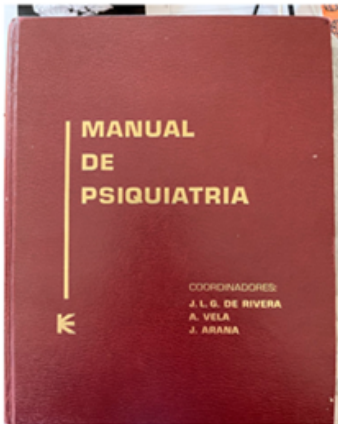 MANUAL
DE
PSIQUIATRIA
COORDINADORES:
J. L. G. DE RIVERA
A. VELA
J. ARANA